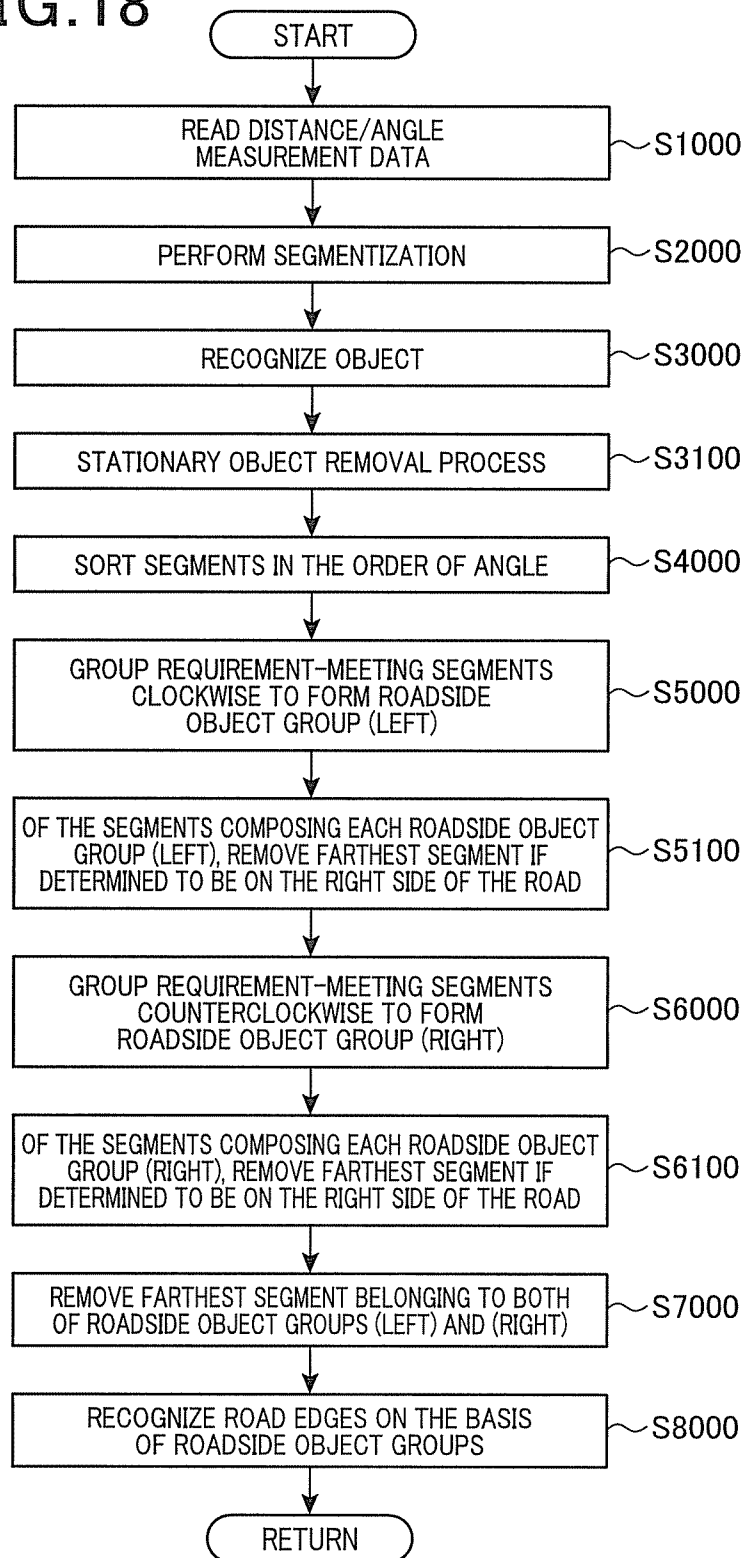 FIG.18
START
READ DISTANCE/ANGLE
MEASUREMENT DATA
S1000
PERFORM SEGMENTIZATION
S2000
RECOGNIZE OBJECT
S3000
STATIONARY OBJECT REMOVAL PROCESS
S3100
SORT SEGMENTS IN THE ORDER OF ANGLE
S4000
GROUP REQUIREMENT-MEETING SEGMENTS
CLOCKWISE TO FORM ROADSIDE
OBJECT GROUP (LEFT)
S5000
OF THE SEGMENTS COMPOSING EACH ROADSIDE OBJECT
GROUP (LEFT), REMOVE FARTHEST SEGMENT IF
DETERMINED TO BE ON THE RIGHT SIDE OF THE ROAD
S5100
GROUP REQUIREMENT-MEETING SEGMENTS
COUNTERCLOCKWISE TO FORM
ROADSIDE OBJECT GROUP (RIGHT)
S6000
OF THE SEGMENTS COMPOSING EACH ROADSIDE OBJECT
GROUP (RIGHT), REMOVE FARTHEST SEGMENT IF
DETERMINED TO BE ON THE RIGHT SIDE OF THE ROAD
S6100
REMOVE FARTHEST SEGMENT BELONGING TO BOTH
OF ROADSIDE OBJECT GROUPS (LEFT) AND (RIGHT)
S7000
RECOGNIZE ROAD EDGES ON THE BASIS
OF ROADSIDE OBJECT GROUPS
S8000
RETURN